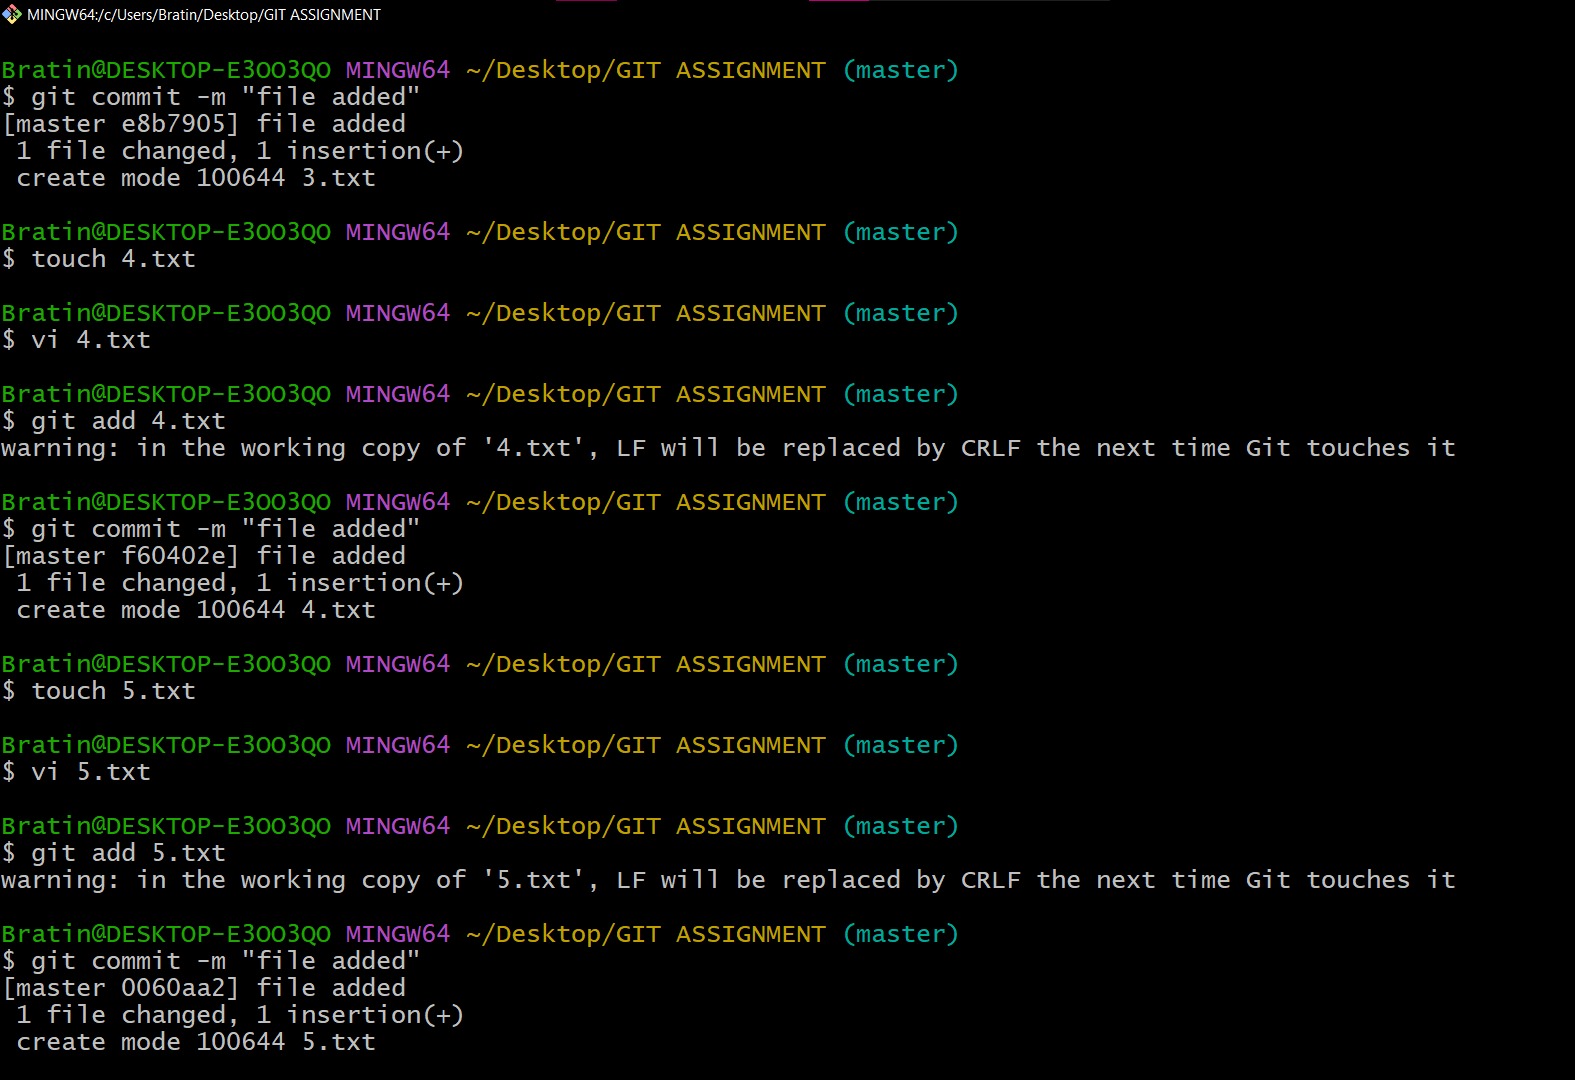 MINGW64:/c/Users/Bratin/Desktop/GIT ASSIGNMENT
Bratin@DESKTOP-E3OO3QO MINGW64 ~/Desktop/GIT ASSIGNMENT (master)
$ git commit -m "file added"
[master e8b7905] file added
 1 file changed, 1 insertion(+)
 create mode 100644 3.txt
Bratin@DESKTOP-E3OO3QO MINGW64 ~/Desktop/GIT ASSIGNMENT (master)
$ touch 4.txt
Bratin@DESKTOP-E3OO3QO MINGW64 ~/Desktop/GIT ASSIGNMENT (master)
$ vi 4.txt
Bratin@DESKTOP-E3OO3QO MINGW64 ~/Desktop/GIT ASSIGNMENT (master)
$ git add 4.txt
warning: in the working copy of '4.txt', LF will be replaced by CRLF the next time Git touches it
Bratin@DESKTOP-E3OO3QO MINGW64 ~/Desktop/GIT ASSIGNMENT (master)
$ git commit -m "file added"
[master f60402e] file added
 1 file changed, 1 insertion(+)
 create mode 100644 4.txt
Bratin@DESKTOP-E3OO3QO MINGW64 ~/Desktop/GIT ASSIGNMENT (master)
$ touch 5.txt
Bratin@DESKTOP-E3OO3QO MINGW64 ~/Desktop/GIT ASSIGNMENT (master)
$ vi 5.txt
Bratin@DESKTOP-E3OO3QO MINGW64 ~/Desktop/GIT ASSIGNMENT (master)
$ git add 5.txt
warning: in the working copy of '5.txt', LF will be replaced by CRLF the next time Git touches it
Bratin@DESKTOP-E3OO3QO MINGW64 ~/Desktop/GIT ASSIGNMENT (master)
$ git commit -m "file added"
[master 0060aa2] file added
 1 file changed, 1 insertion(+)
 create mode 100644 5.txt